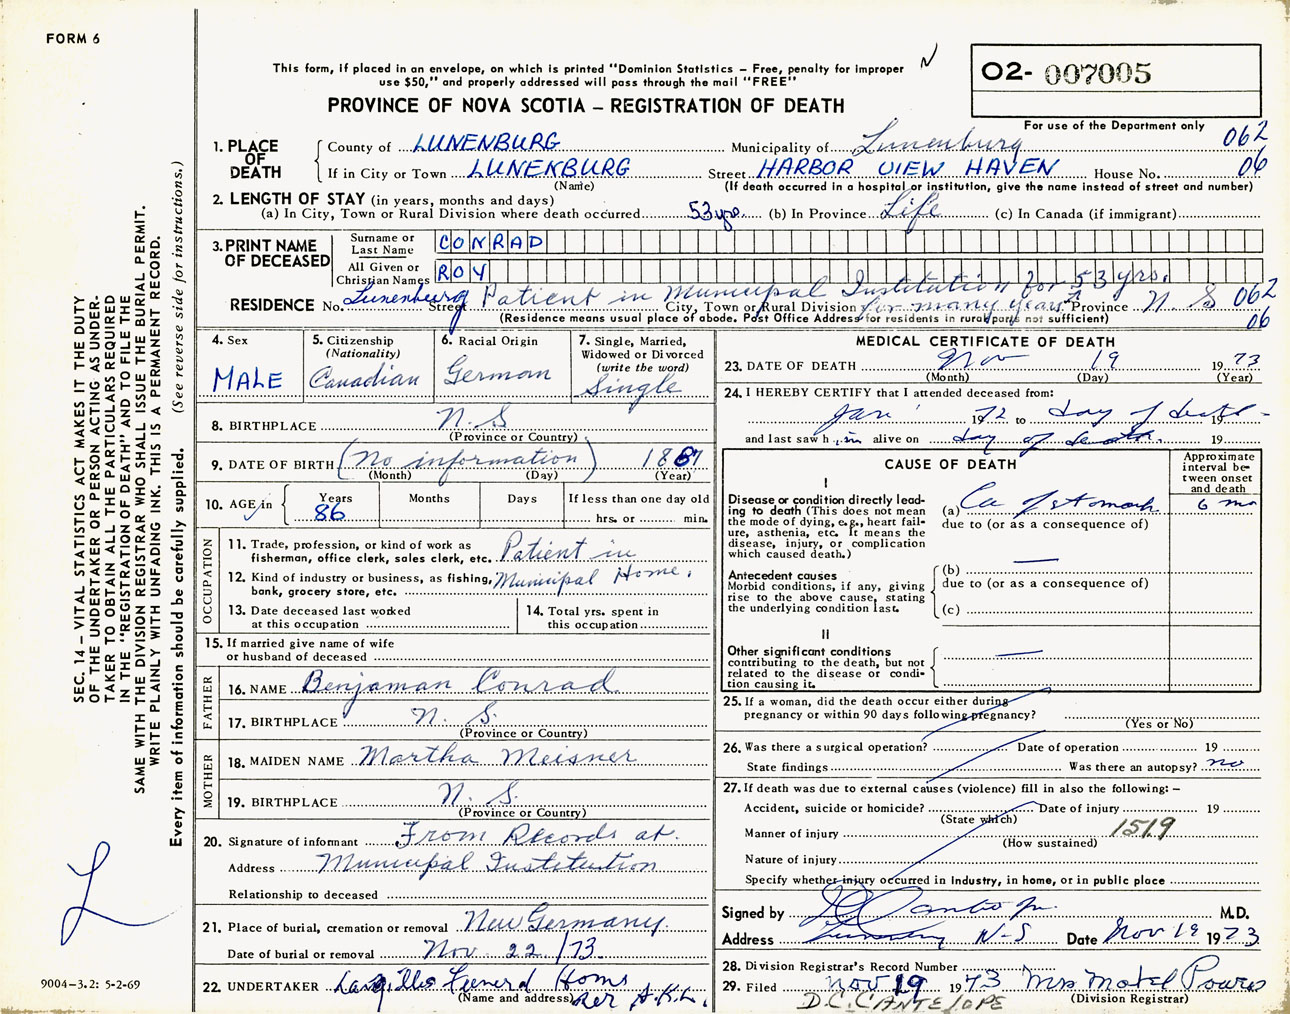 FORM 6
This form, if placed in an envelope, on which is printed "Dominion Statistics – Free, penalty for improper
use $50," and properly addressed will pass through the mail "FREE"
PROVINCE OF NOVA SCOTIA – REGISTRATION OF DEATH
02- 007005
For use of the Department only
062
06
1. PLACE OF DEATH
County of LUNENBURG Municipality of Lunenburg
If in City or Town LUNENBURG Street HARBOR VIEW HAVEN House No.
(Name) (If death occurred in a hospital or institution, give the name instead of street and number)
2. LENGTH OF STAY (in years, months and days)
(a) In City, Town or Rural Division where death occurred 53 yrs. (b) In Province Life (c) In Canada (if immigrant)
3. PRINT NAME OF DECEASED
Surname or Last Name CONRAD
All Given or Christian Names ROY
Patient in Municipal Institution for 53 yrs.
RESIDENCE No. Lunenburg Street City, Town or Rural Division for many years Province N. S 062
06
(Residence means usual place of abode. Post Office Address for residents in rural parts not sufficient)
4. Sex
MALE
5. Citizenship
(Nationality)
Canadian
6. Racial Origin
German
7. Single, Married,
Widowed or Divorced
(write the word)
Single
8. BIRTHPLACE N. S
(Province or Country)
9. DATE OF BIRTH (No information) 1887
(Month) (Day) (Year)
10. AGE in
Years
86
Months
Days
If less than one day old
hrs. or min.
OCCUPATION
11. Trade, profession, or kind of work as
fisherman, office clerk, sales clerk, etc. Patient in
12. Kind of industry or business, as fishing,
bank, grocery store, etc. Municipal Home.
13. Date deceased last worked
at this occupation
14. Total yrs. spent in
this occupation
15. If married give name of wife
or husband of deceased
FATHER
16. NAME Benjaman Conrad
17. BIRTHPLACE N. S.
(Province or Country)
MOTHER
18. MAIDEN NAME Martha Meisner
19. BIRTHPLACE N. S.
(Province or Country)
20. Signature of informant From Records at
Address Municipal Institution
Relationship to deceased
21. Place of burial, cremation or removal New Germany
Date of burial or removal Nov. 22 /73.
22. UNDERTAKER Funeral Home
(Name and address) Per A.K.L.
MEDICAL CERTIFICATE OF DEATH
23. DATE OF DEATH Nov 19 1973
(Month) (Day) (Year)
24. I HEREBY CERTIFY that I attended deceased from:
Jan 1 1972 to day of death 19
and last saw h im alive on day of death. 19
CAUSE OF DEATH
Approximate
interval be-
tween onset
and death
I
Disease or condition directly lead-
ing to death (This does not mean
the mode of dying, e.g., heart fail-
ure, asthenia, etc. It means the
disease, injury, or complication
which caused death.)
(a) Ca of stomach 6 mo
due to (or as a consequence of)
Antecedent causes
Morbid conditions, if any, giving
rise to the above cause, stating
the underlying condition last.
(b) —
due to (or as a consequence of)
(c)
II
Other significant conditions
contributing to the death, but not
related to the disease or condi-
tion causing it.
—
25. If a woman, did the death occur either during
pregnancy or within 90 days following pregnancy?
(Yes or No)
26. Was there a surgical operation? Date of operation 19
State findings Was there an autopsy? no
27. If death was due to external causes (violence) fill in also the following: –
Accident, suicide or homicide? Date of injury 19
(State which)
Manner of injury 151.9
(How sustained)
Nature of injury
Specify whether injury occurred in industry, in home, or in public place
Signed by M.D.
Address N-S Date Nov 19 1973
28. Division Registrar's Record Number
29. Filed Nov 19 1973 Mrs
D.C. CANTELOPE
(Division Registrar)
SEC. 14 – VITAL STATISTICS ACT MAKES IT THE DUTY
OF THE UNDERTAKER OR PERSON ACTING AS UNDER-
TAKER TO OBTAIN ALL THE PARTICULARS REQUIRED
IN THE "REGISTRATION OF DEATH" AND TO FILE THE
SAME WITH THE DIVISION REGISTRAR WHO SHALL ISSUE THE BURIAL PERMIT.
WRITE PLAINLY WITH UNFADING INK. THIS IS A PERMANENT RECORD.
Every item of information should be carefully supplied. (See reverse side for instructions.)
L
9004–3.2: 5-2-69